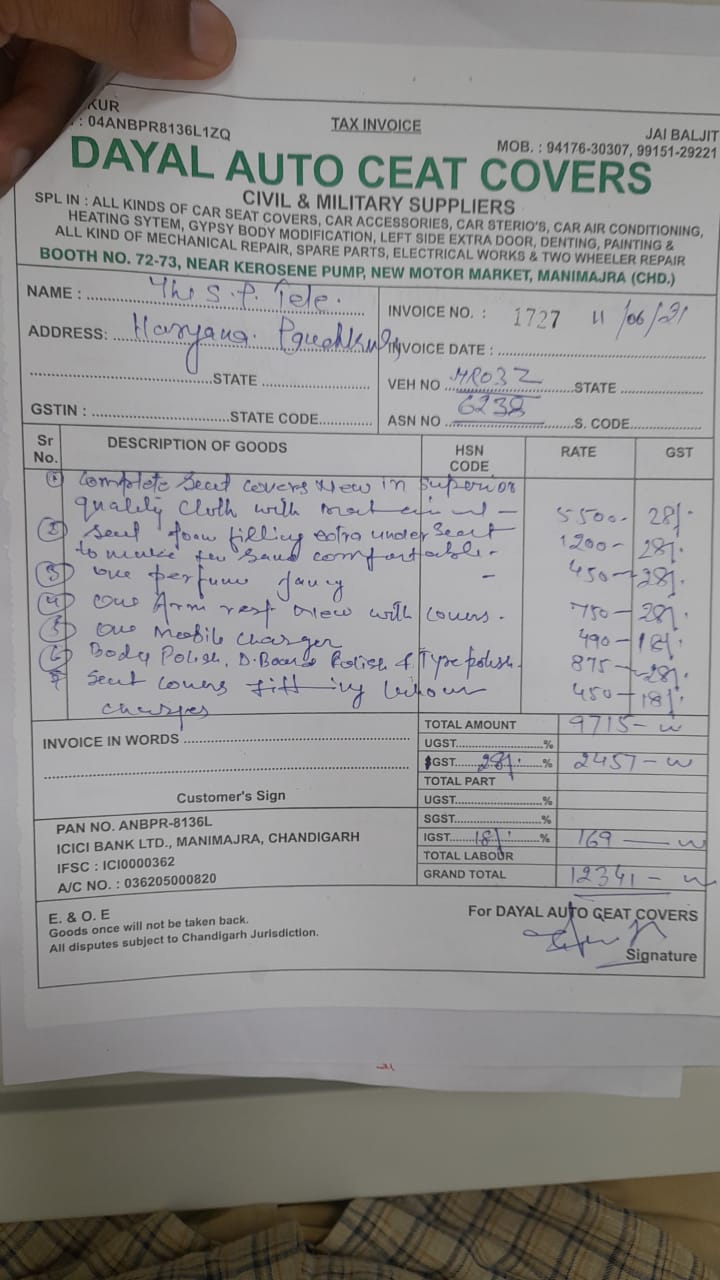 KUR
: 04ANBPR8136L1ZQ
TAX INVOICE
JAI BALJIT
MOB. : 94176-30307, 99151-29221
DAYAL AUTO CEAT COVERS
CIVIL & MILITARY SUPPLIERS
SPL IN : ALL KINDS OF CAR SEAT COVERS, CAR ACCESSORIES, CAR STERIO'S, CAR AIR CONDITIONING,
HEATING SYTEM, GYPSY BODY MODIFICATION, LEFT SIDE EXTRA DOOR, DENTING, PAINTING &
ALL KIND OF MECHANICAL REPAIR, SPARE PARTS, ELECTRICAL WORKS & TWO WHEELER REPAIR
BOOTH NO. 72-73, NEAR KEROSENE PUMP, NEW MOTOR MARKET, MANIMAJRA (CHD.)
NAME : The S.P. Tele.
ADDRESS: Haryana.
STATE
GSTIN : STATE CODE
INVOICE NO. : 1727 11/06/21
INVOICE DATE :
VEH NO HR03Z STATE
6238
ASN NO S. CODE
Sr No. DESCRIPTION OF GOODS HSN CODE RATE GST
① Complete Seat covers New in Superior
quality cloth with - 5500- 28%.
② Seat foam filling extra under Seat 1200- 28%.
to make comfortable-
③ one perfume fancy - 450- 28%.
④ One Arm rest New with covers. 750- 28%.
⑤ One Mobile charger 490- 18%.
⑥ Body Polish, D.Board Polish & Tyre polish. 875- 28%.
7 Seat covers fitting labour 450- 18%.
charges
INVOICE IN WORDS
Customer's Sign
TOTAL AMOUNT 9715-
UGST %
GST 28%. % 2457-
TOTAL PART
UGST %
SGST %
IGST 18%. % 169
TOTAL LABOUR
GRAND TOTAL 12341-
PAN NO. ANBPR-8136L
ICICI BANK LTD., MANIMAJRA, CHANDIGARH
IFSC : ICI0000362
A/C NO. : 036205000820
E. & O. E
Goods once will not be taken back.
All disputes subject to Chandigarh Jurisdiction.
For DAYAL AUTO CEAT COVERS
Signature